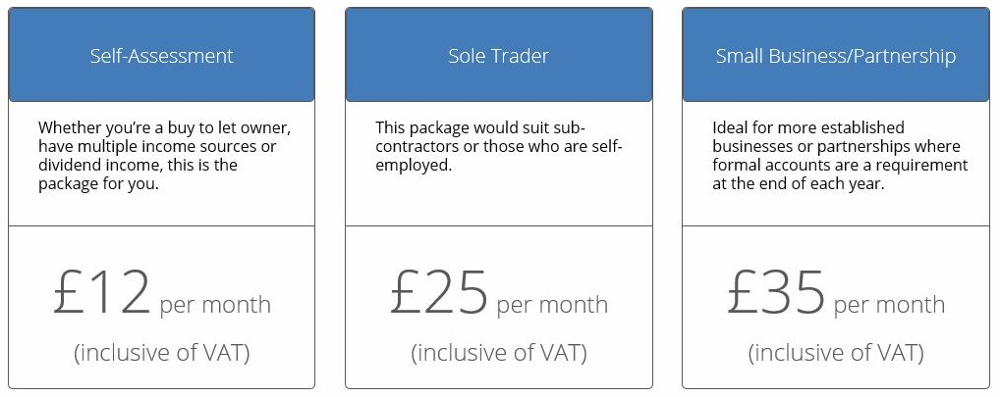 Self-Assessment
Whether you’re a buy to let owner,
have multiple income sources or
dividend income, this is the
package for you.
£12 per month
(inclusive of VAT)
Sole Trader
This package would suit sub-
contractors or those who are self-
employed.
£25 per month
(inclusive of VAT)
Small Business/Partnership
Ideal for more established
businesses or partnerships where
formal accounts are a requirement
at the end of each year.
£35 per month
(inclusive of VAT)